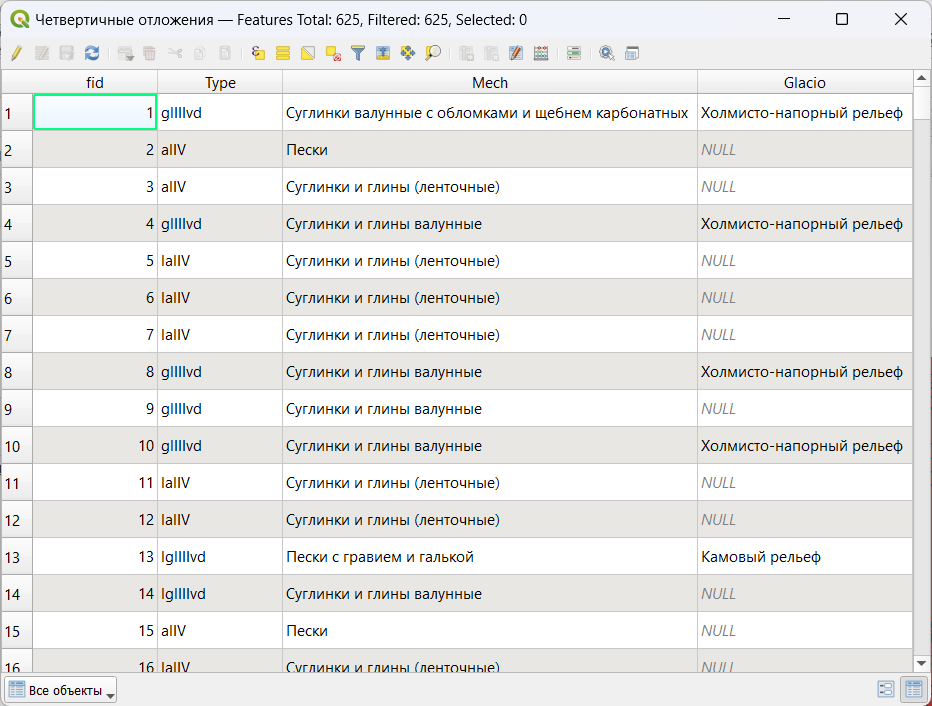 Четвертичные отложения — Features Total: 625, Filtered: 625, Selected: 0
fid Type Mech Glacio
1 1 gIIIIvd Суглинки валунные с обломками и щебнем карбонатных Холмисто-напорный рельеф
2 2 aIIV Пески NULL
3 3 aIIV Суглинки и глины (ленточные) NULL
4 4 gIIIIvd Суглинки и глины валунные Холмисто-напорный рельеф
5 5 laIIV Суглинки и глины (ленточные) NULL
6 6 laIIV Суглинки и глины (ленточные) NULL
7 7 laIIV Суглинки и глины (ленточные) NULL
8 8 gIIIIvd Суглинки и глины валунные Холмисто-напорный рельеф
9 9 gIIIIvd Суглинки и глины валунные NULL
10 10 gIIIIvd Суглинки и глины валунные Холмисто-напорный рельеф
11 11 laIIV Суглинки и глины (ленточные) NULL
12 12 laIIV Суглинки и глины (ленточные) NULL
13 13 lgIIIIvd Пески с гравием и галькой Камовый рельеф
14 14 lgIIIIvd Суглинки и глины валунные NULL
15 15 aIIV Пески NULL
16 16 laIIV Суглинки и глины (ленточные) NULL
Все объекты